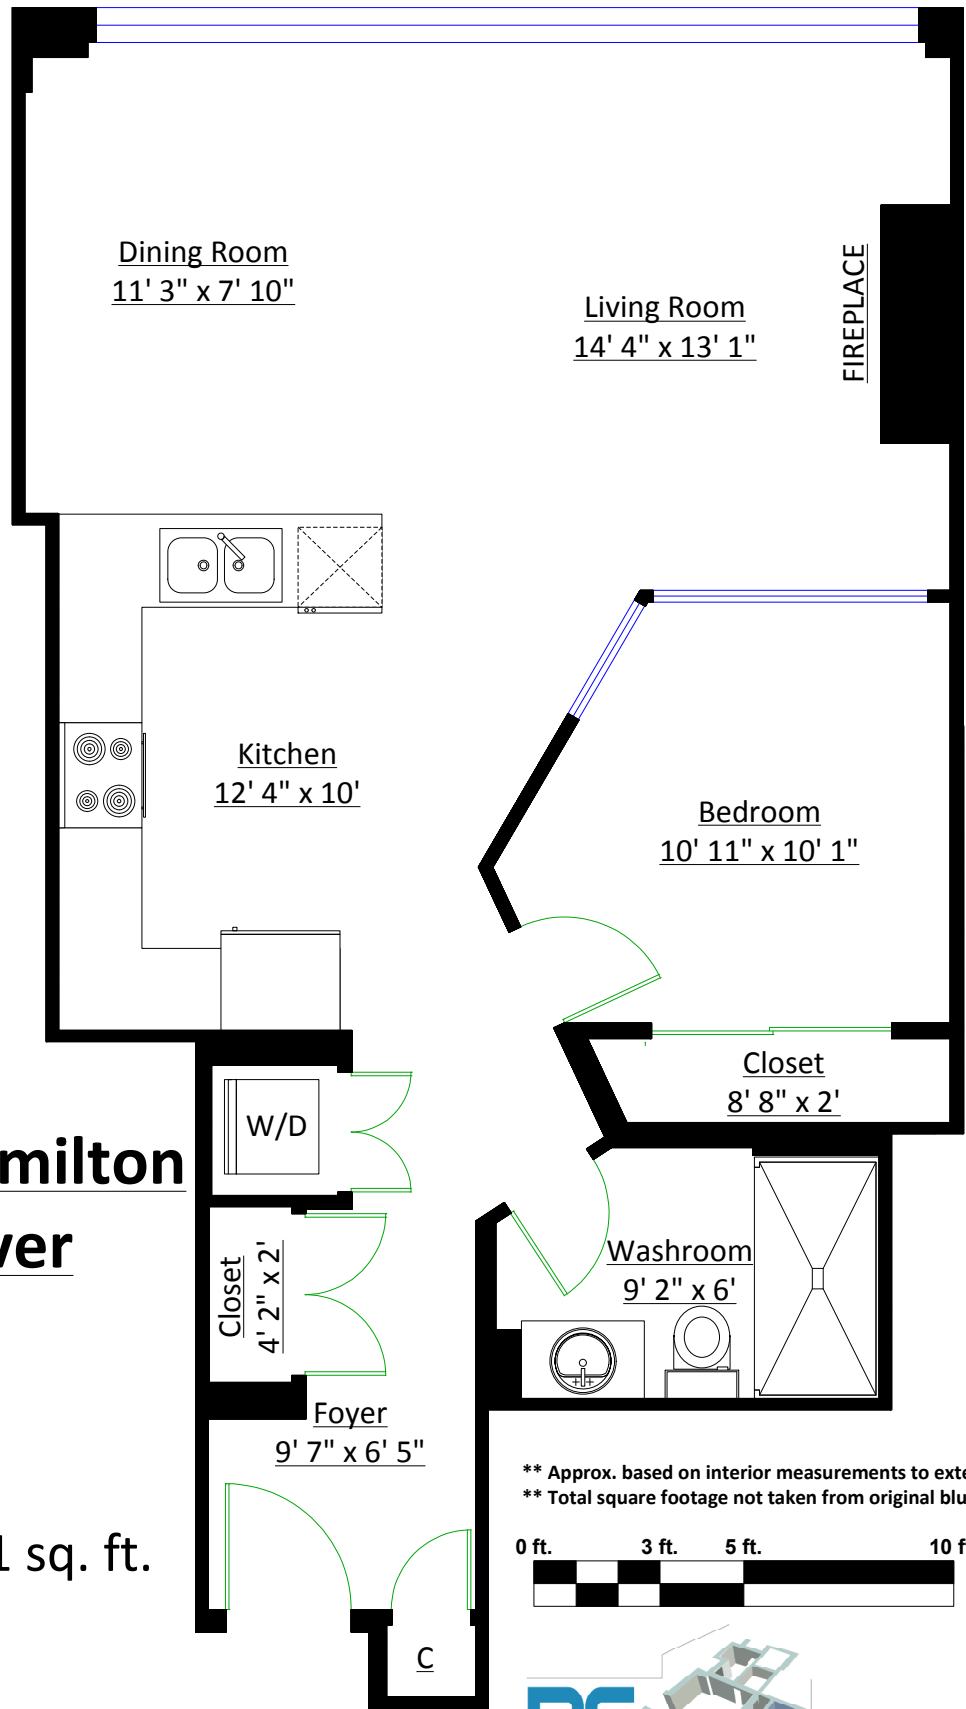 Dining Room
11' 3" x 7' 10"
Living Room
14' 4" x 13' 1"
FIREPLACE
Kitchen
12' 4" x 10'
Bedroom
10' 11" x 10' 1"
Closet
8' 8" x 2'
W/D
milton
Closet
4' 2" x 2'
Washroom
9' 2" x 6'
Foyer
9' 7" x 6' 5"
** Approx. based on interior measurements to
** Total square footage not taken from original
1 sq. ft.
0 ft. 3 ft. 5 ft. 10
C